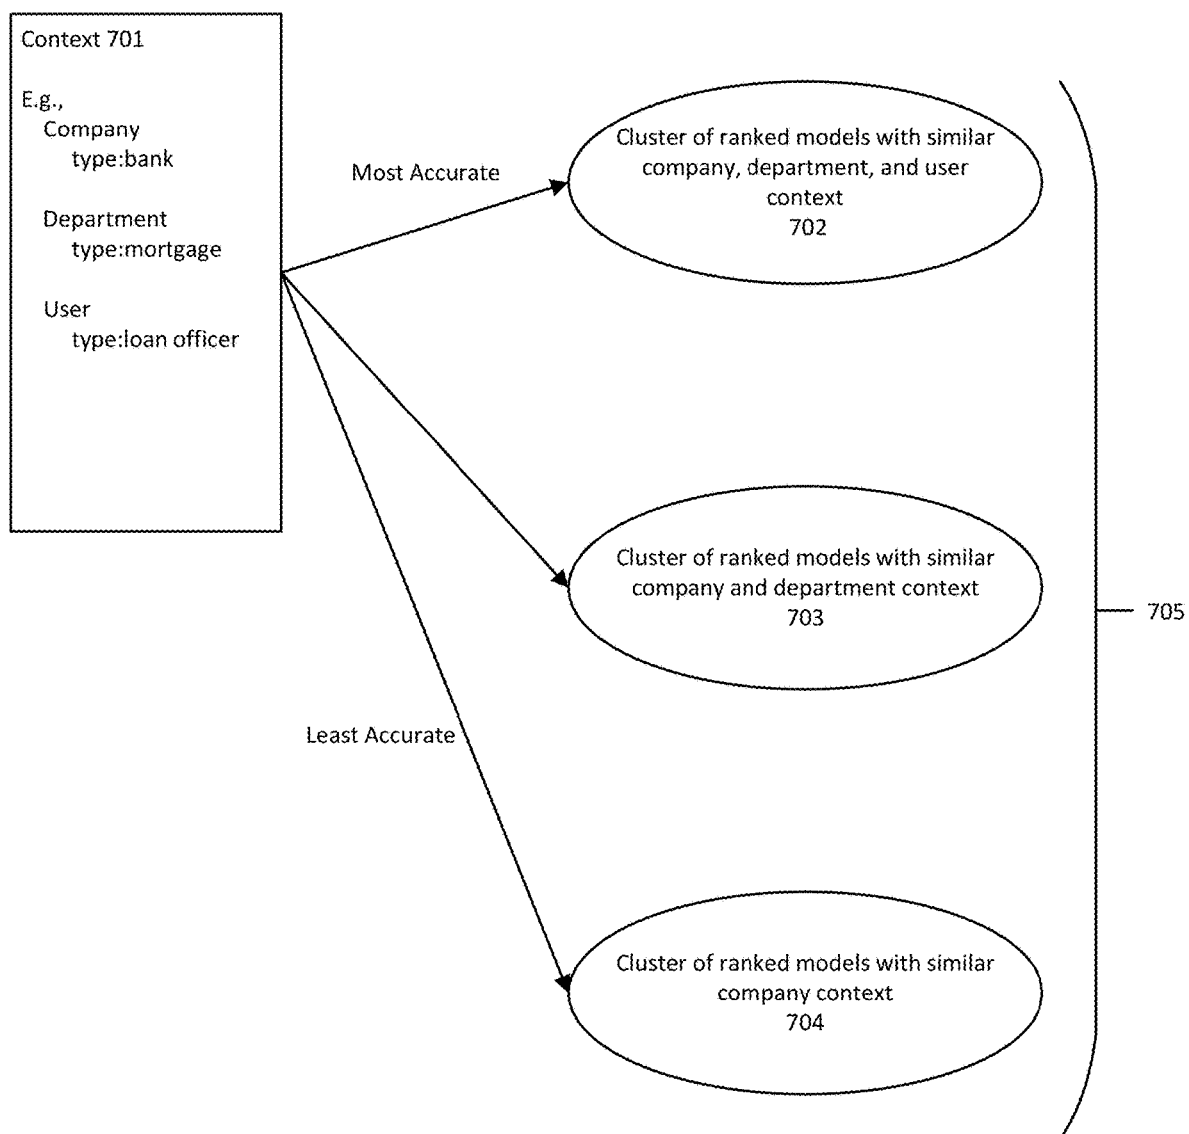 Context 701
E.g.,
Company
type:bank
Department
type:mortgage
User
type:loan officer
Most Accurate
Cluster of ranked models with similar
company, department, and user
context
702
Cluster of ranked models with similar
company and department context
703
705
Least Accurate
Cluster of ranked models with similar
company context
704